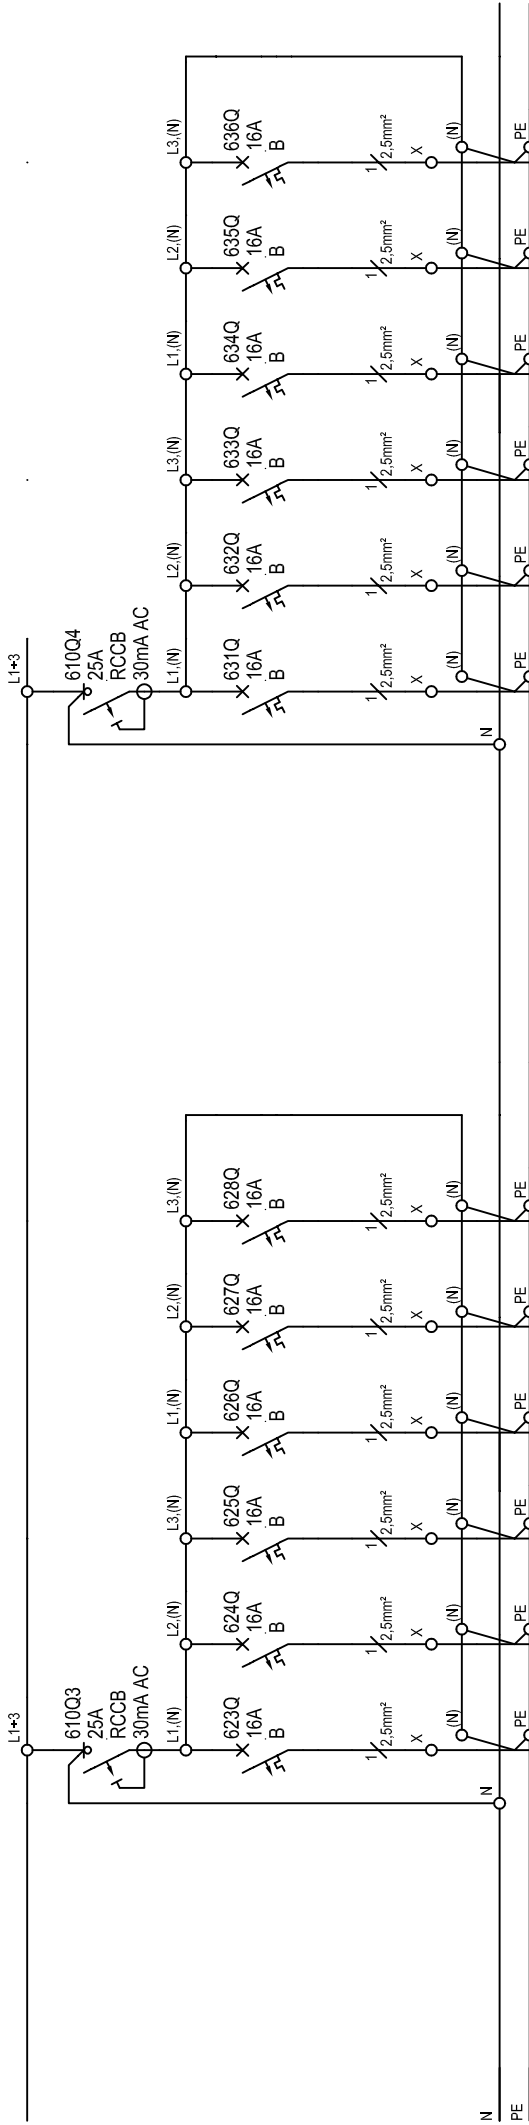 L1÷3
610Q3
25A
RCCB
30mA AC
L1,(N)
L2,(N)
L3,(N)
L1,(N)
L2,(N)
L3,(N)
623Q
16A
B
624Q
16A
B
625Q
16A
B
626Q
16A
B
627Q
16A
B
628Q
16A
B
1
2,5mm²
1
2,5mm²
1
2,5mm²
1
2,5mm²
1
2,5mm²
1
2,5mm²
X
X
X
X
X
X
(N)
(N)
(N)
(N)
(N)
(N)
N
N
PE
PE
PE
PE
PE
PE
PE
L1÷3
610Q4
25A
RCCB
30mA AC
L1,(N)
L2,(N)
L3,(N)
L1,(N)
L2,(N)
L3,(N)
631Q
16A
B
632Q
16A
B
633Q
16A
B
634Q
16A
B
635Q
16A
B
636Q
16A
B
1
2,5mm²
1
2,5mm²
1
2,5mm²
1
2,5mm²
1
2,5mm²
1
2,5mm²
X
X
X
X
X
X
(N)
(N)
(N)
(N)
(N)
(N)
N
PE
PE
PE
PE
PE
PE